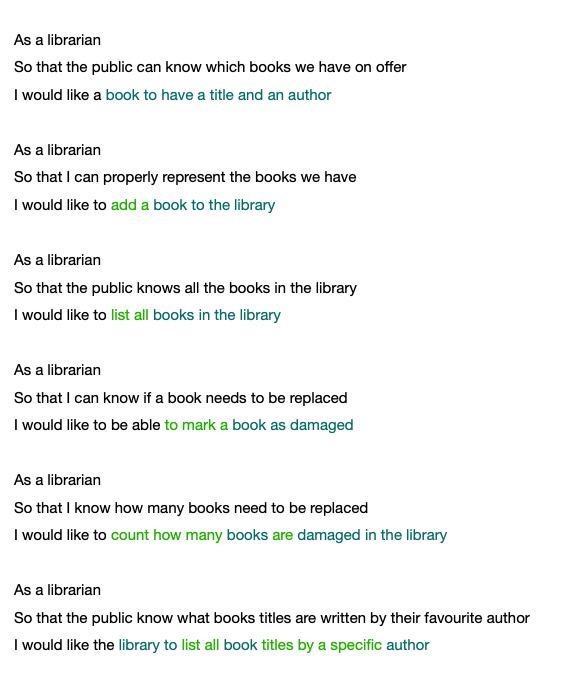 As a librarian
So that the public can know which books we have on offer
I would like a book to have a title and an author
As a librarian
So that I can properly represent the books we have
I would like to add a book to the library
As a librarian
So that the public knows all the books in the library
I would like to list all books in the library
As a librarian
So that I can know if a book needs to be replaced
I would like to be able to mark a book as damaged
As a librarian
So that I know how many books need to be replaced
I would like to count how many books are damaged in the library
As a librarian
So that the public know what books titles are written by their favourite author
I would like the library to list all book titles by a specific author